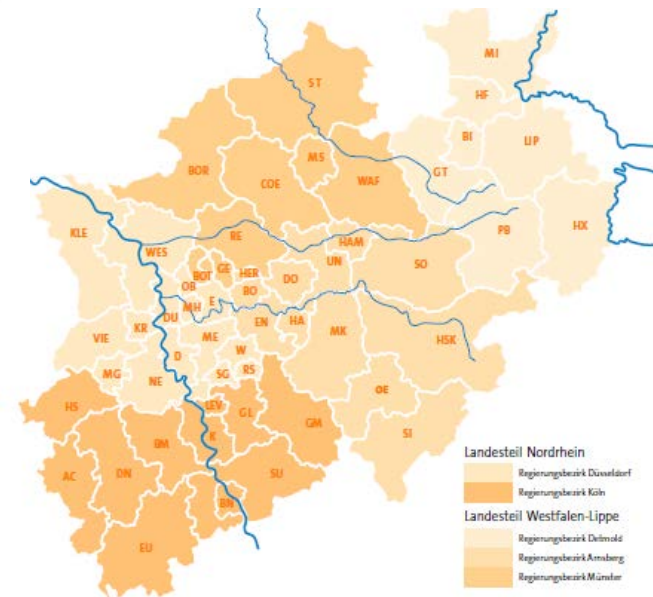 MI
ST
HF
BI
LIP
MS
GT
BOR
COE
WAF
HX
KLE
RE
PB
WES
HAM
UN
SO
BOT
GE
HER
OB
BO
DO
MH
E
DU
EN
HA
KR
ME
MK
HSK
VIE
D
W
MG
NE
SG
RS
OE
HS
LEV
GL
GM
SI
BM
K
AC
DN
SU
BN
EU
Landesteil Nordrhein
Regierungsbezirk Düsseldorf
Regierungsbezirk Köln
Landesteil Westfalen-Lippe
Regierungsbezirk Detmold
Regierungsbezirk Arnsberg
Regierungsbezirk Münster